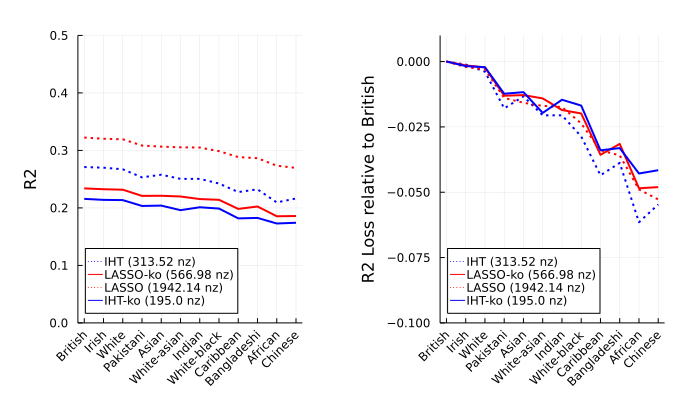 0.5
0.4
0.3
0.2
0.1
0.0
R2
IHT (313.52 nz)
LASSO-ko (566.98 nz)
LASSO (1942.14 nz)
IHT-ko (195.0 nz)
British
Irish
White
Pakistani
Asian
White-asian
Indian
White-black
Caribbean
Bangladeshi
African
Chinese
0.000
−0.025
−0.050
−0.075
−0.100
R2 Loss relative to British
IHT (313.52 nz)
LASSO-ko (566.98 nz)
LASSO (1942.14 nz)
IHT-ko (195.0 nz)
British
Irish
White
Pakistani
Asian
White-asian
Indian
White-black
Caribbean
Bangladeshi
African
Chinese